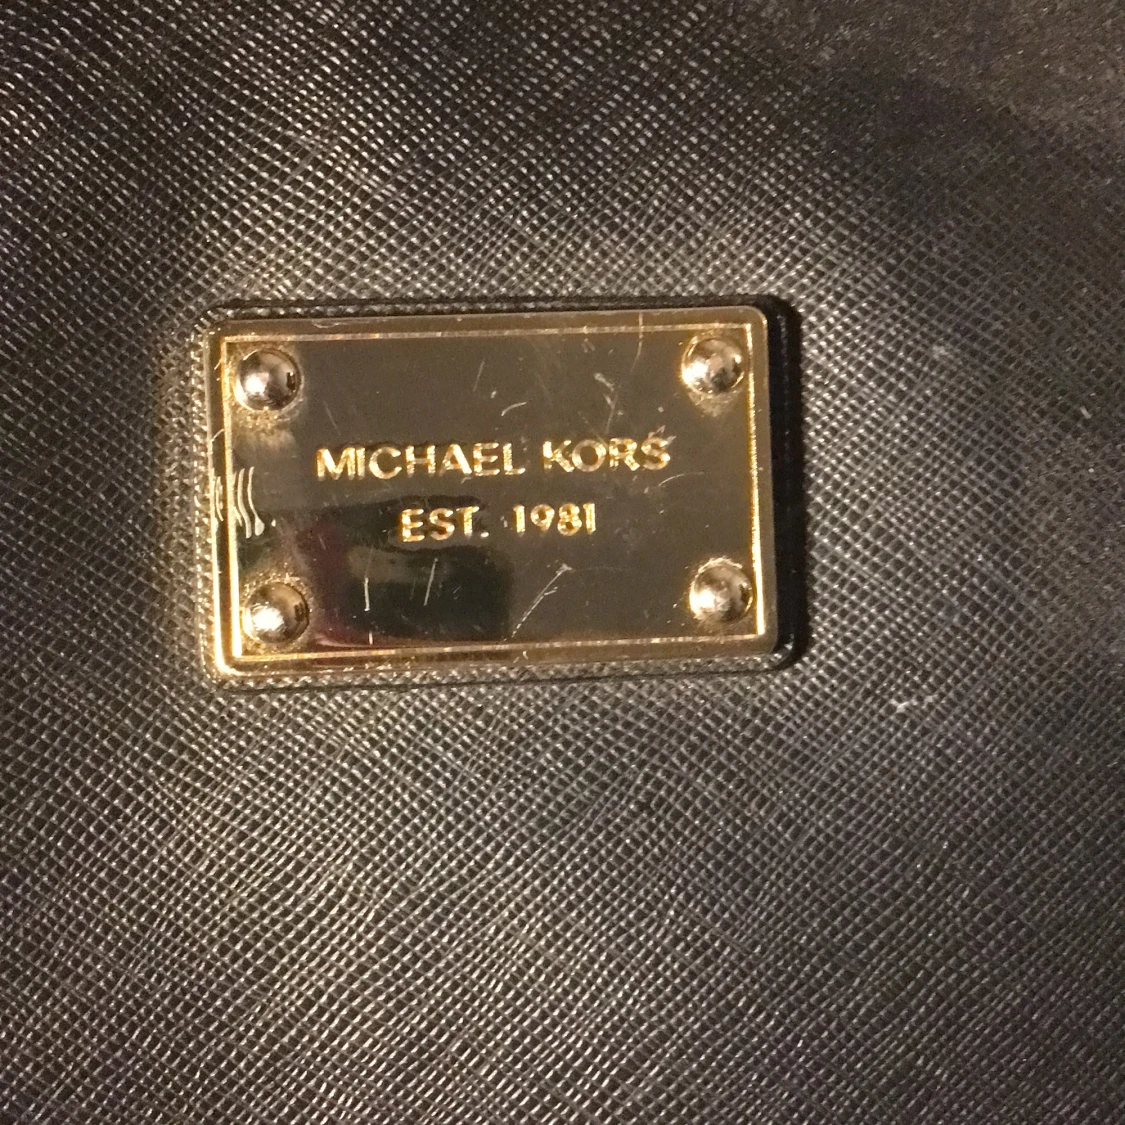 MICHAEL KORS
EST. 1981